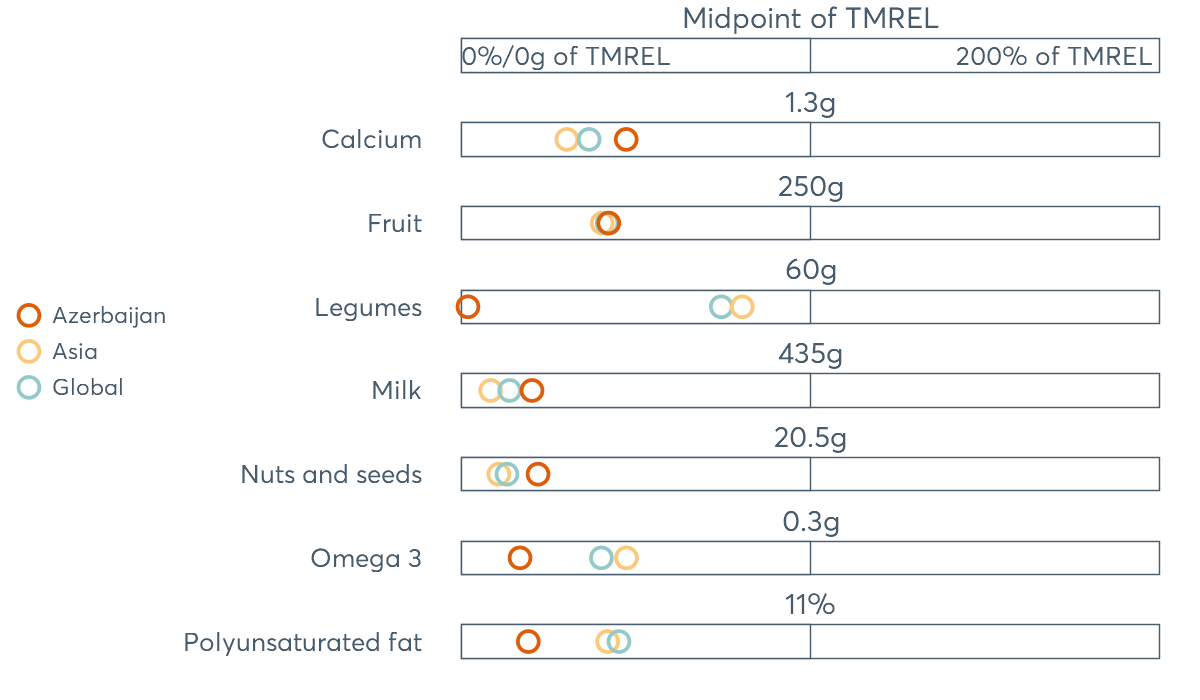 Midpoint of TMREL
0%/0g of TMREL
200% of TMREL
1.3g
Calcium
250g
Fruit
60g
Legumes
435g
Milk
20.5g
Nuts and seeds
0.3g
Omega 3
11%
Polyunsaturated fat
Azerbaijan
Asia
Global